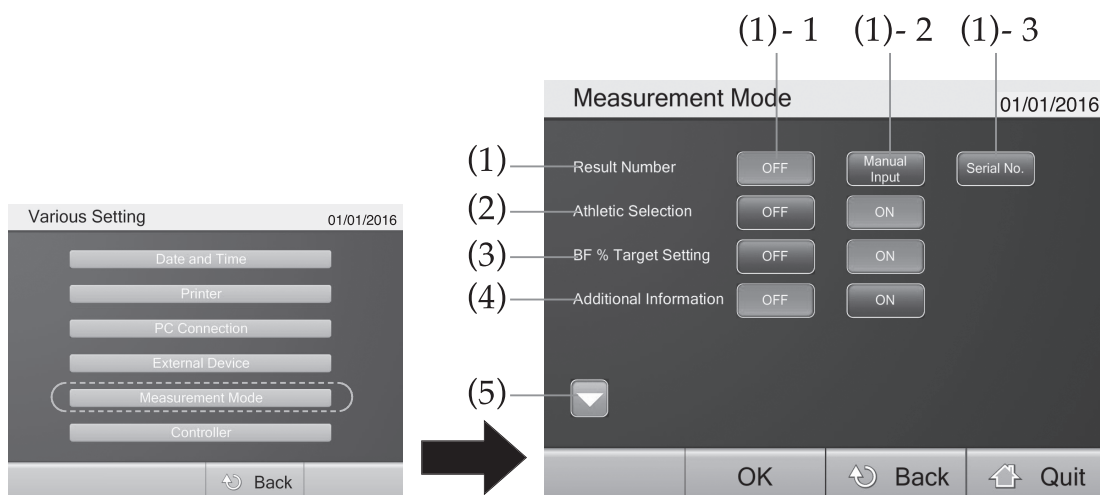 (1)- 1 (1)- 2 (1)- 3
Measurement Mode 01/01/2016
(1) Result Number OFF Manual Input Serial No.
(2) Athletic Selection OFF ON
(3) BF % Target Setting OFF ON
(4) Additional Information OFF ON
(5)
OK Back Quit
Various Setting 01/01/2016
Date and Time
Printer
PC Connection
External Device
Measurement Mode
Controller
Back